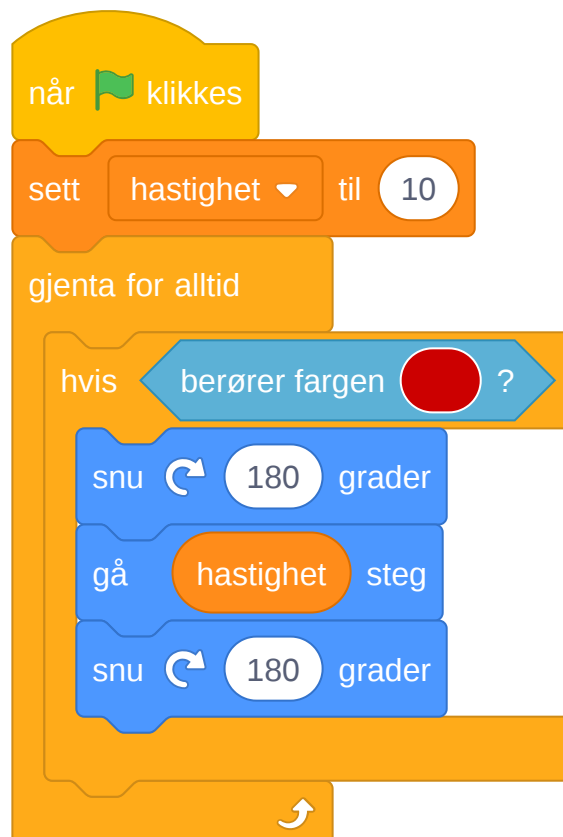 når klikkes
sett hastighet til 10
gjenta for alltid
hvis berører fargen ?
snu 180 grader
gå hastighet steg
snu 180 grader